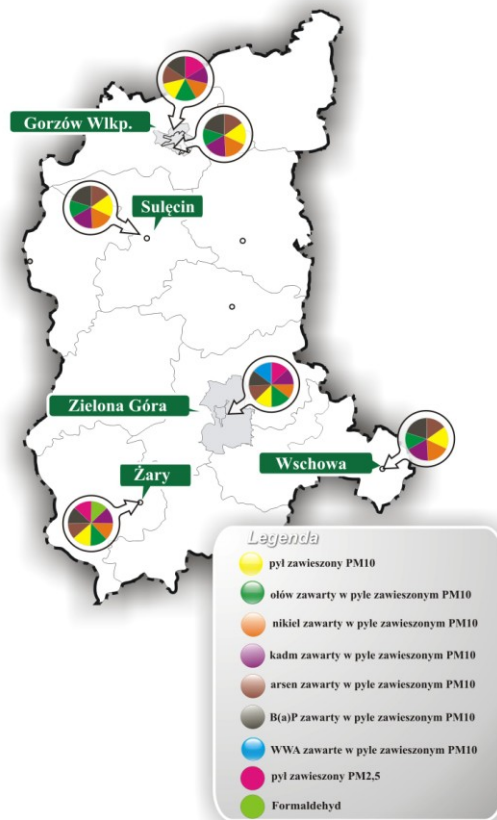 Gorzów Wlkp.
Sulęcin
Zielona Góra
Wschowa
Żary
Legenda
pył zawieszony PM10
ołów zawarty w pyle zawieszonym PM10
nikiel zawarty w pyle zawieszonym PM10
kadm zawarty w pyle zawieszonym PM10
arsen zawarty w pyle zawieszonym PM10
B(a)P zawarty w pyle zawieszonym PM10
WWA zawarte w pyle zawieszonym PM10
pył zawieszony PM2,5
Formaldehyd